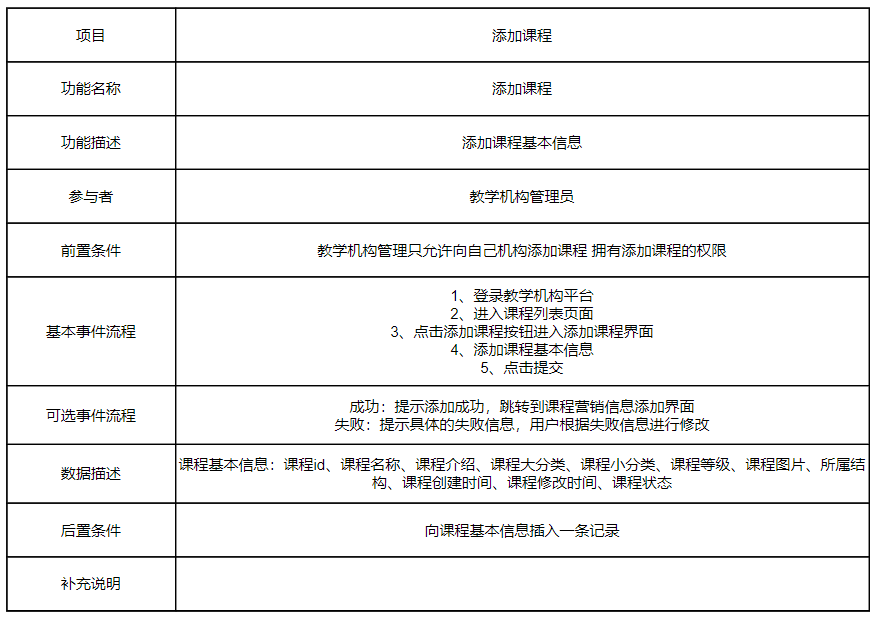 项目
添加课程
功能名称
添加课程
功能描述
添加课程基本信息
参与者
教学机构管理员
前置条件
教学机构管理只允许向自己机构添加课程 拥有添加课程的权限
基本事件流程
1、登录教学机构平台
2、进入课程列表页面
3、点击添加课程按钮进入添加课程界面
4、添加课程基本信息
5、点击提交
可选事件流程
成功：提示添加成功，跳转到课程营销信息添加界面
失败：提示具体的失败信息，用户根据失败信息进行修改
数据描述
课程基本信息：课程id、课程名称、课程介绍、课程大分类、课程小分类、课程等级、课程图片、所属结
构、课程创建时间、课程修改时间、课程状态
后置条件
向课程基本信息插入一条记录
补充说明